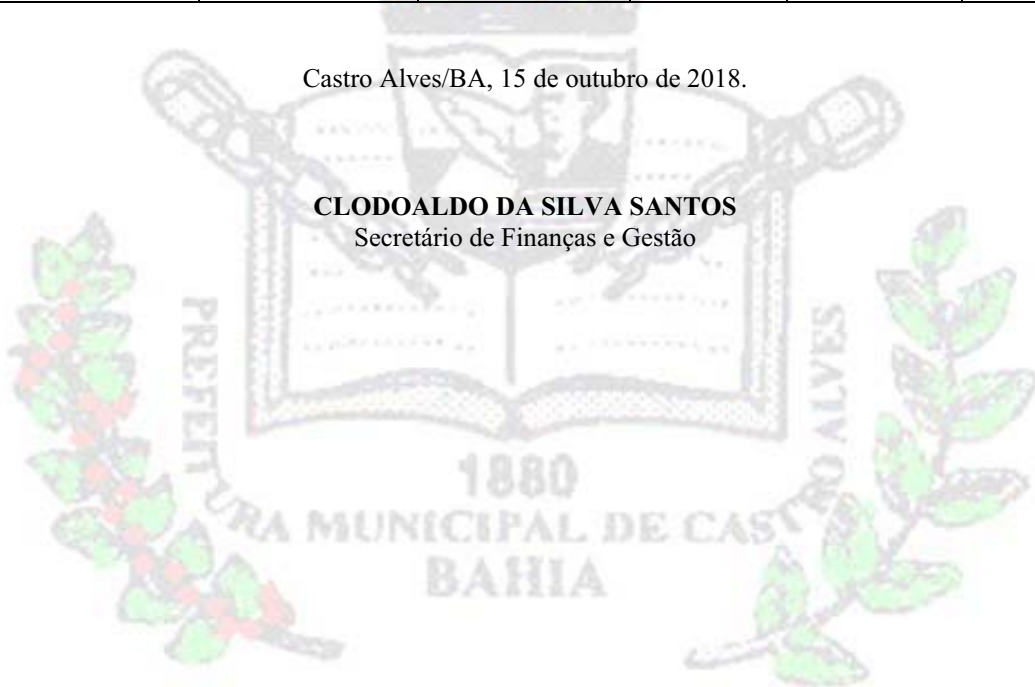 Castro Alves/BA, 15 de outubro de 2018.
CLODOALDO DA SILVA SANTOS
Secretário de Finanças e Gestão
1880
PREFEITURA MUNICIPAL DE CASTRO ALVES
BAHIA